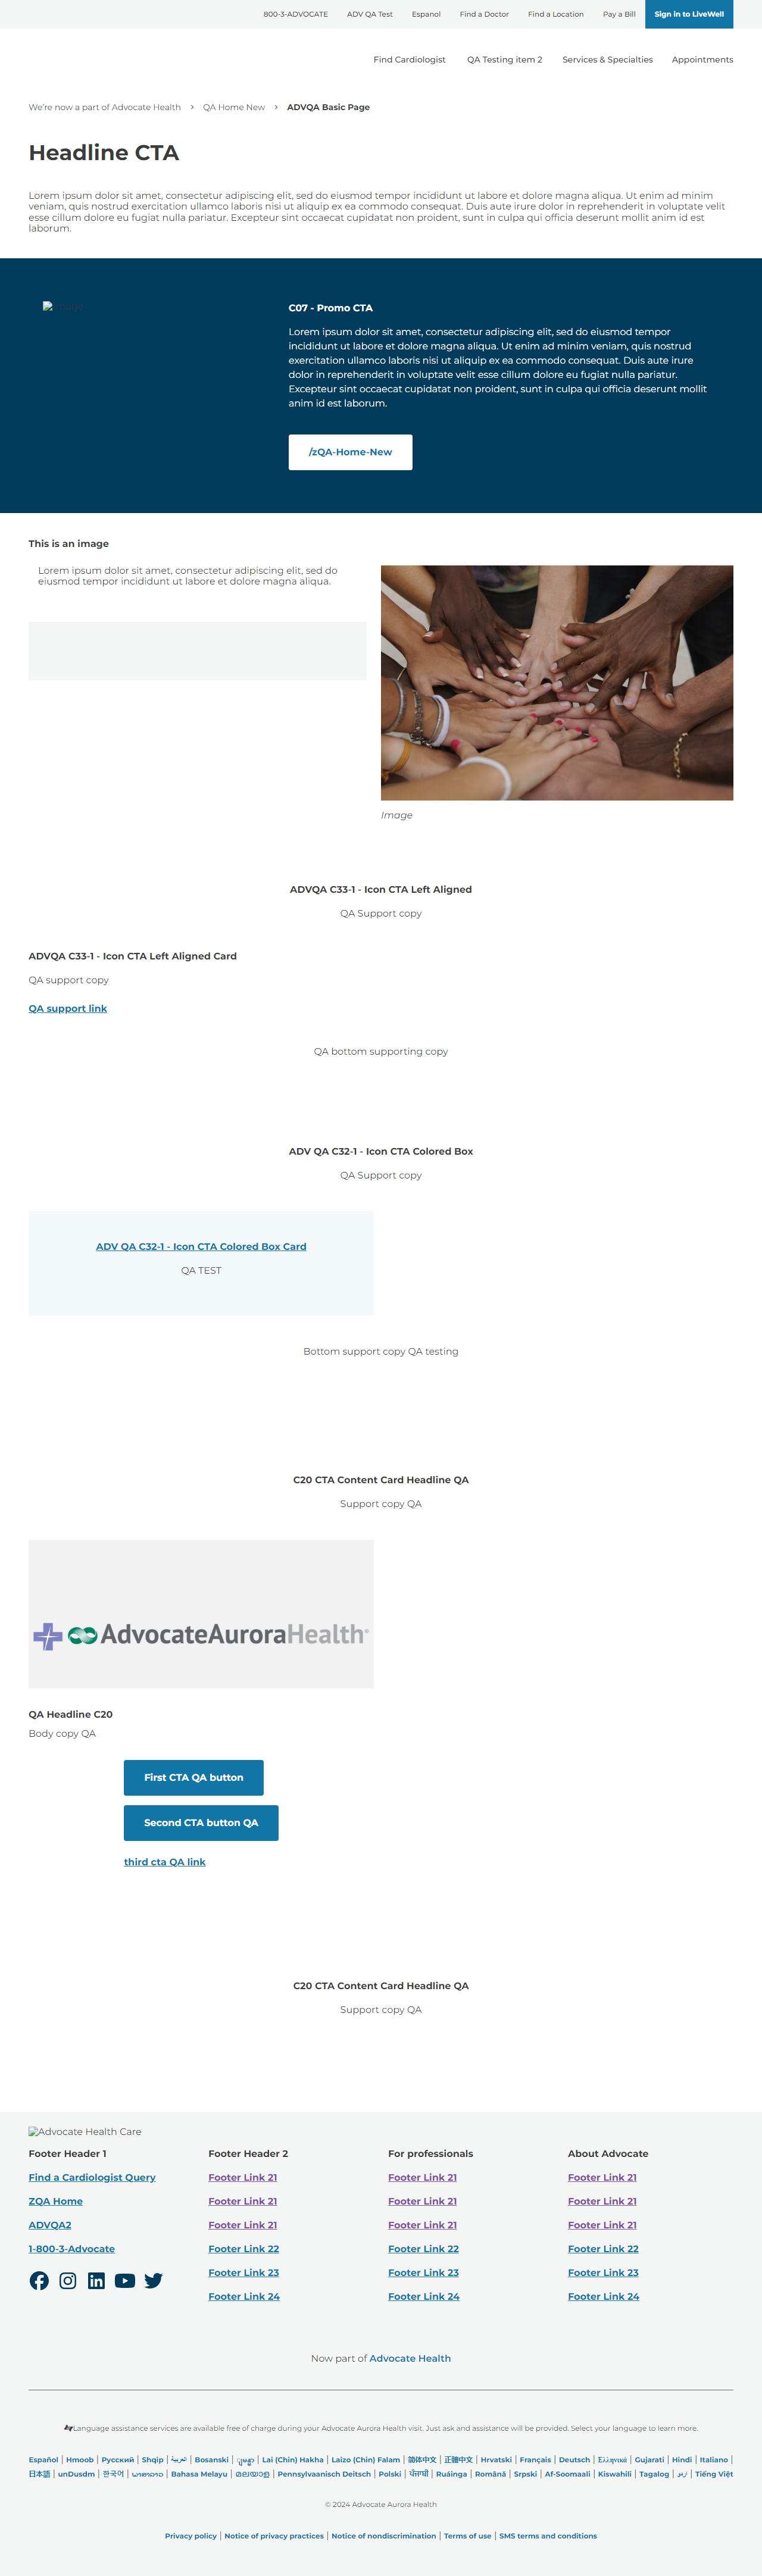 800-3-ADVOCATE ADV QA Test Espanol Find a Doctor Find a Location Pay a Bill Sign in to LiveWell
Find Cardiologist QA Testing item 2 Services & Specialties Appointments
We're now a part of Advocate Health › QA Home New › ADVQA Basic Page
Headline CTA
Lorem ipsum dolor sit amet, consectetur adipiscing elit, sed do eiusmod tempor incididunt ut labore et dolore magna aliqua. Ut enim ad minim
veniam, quis nostrud exercitation ullamco laboris nisi ut aliquip ex ea commodo consequat. Duis aute irure dolor in reprehenderit in voluptate velit
esse cillum dolore eu fugiat nulla pariatur. Excepteur sint occaecat cupidatat non proident, sunt in culpa qui officia deserunt mollit anim id est
laborum.
Image
C07 - Promo CTA
Lorem ipsum dolor sit amet, consectetur adipiscing elit, sed do eiusmod tempor
incididunt ut labore et dolore magna aliqua. Ut enim ad minim veniam, quis nostrud
exercitation ullamco laboris nisi ut aliquip ex ea commodo consequat. Duis aute irure
dolor in reprehenderit in voluptate velit esse cillum dolore eu fugiat nulla pariatur.
Excepteur sint occaecat cupidatat non proident, sunt in culpa qui officia deserunt mollit
anim id est laborum.
/zQA-Home-New
This is an image
Lorem ipsum dolor sit amet, consectetur adipiscing elit, sed do
eiusmod tempor incididunt ut labore et dolore magna aliqua.
Image
ADVQA C33-1 - Icon CTA Left Aligned
QA Support copy
ADVQA C33-1 - Icon CTA Left Aligned Card
QA support copy
QA support link
QA bottom supporting copy
ADV QA C32-1 - Icon CTA Colored Box
QA Support copy
ADV QA C32-1 - Icon CTA Colored Box Card
QA TEST
Bottom support copy QA testing
C20 CTA Content Card Headline QA
Support copy QA
AdvocateAuroraHealth®
QA Headline C20
Body copy QA
First CTA QA button
Second CTA button QA
third cta QA link
C20 CTA Content Card Headline QA
Support copy QA
Advocate Health Care
Footer Header 1 Footer Header 2 For professionals About Advocate
Find a Cardiologist Query Footer Link 21 Footer Link 21 Footer Link 21
ZQA Home Footer Link 21 Footer Link 21 Footer Link 21
ADVQA2 Footer Link 21 Footer Link 21 Footer Link 21
1-800-3-Advocate Footer Link 22 Footer Link 22 Footer Link 22
Footer Link 23 Footer Link 23 Footer Link 23
Footer Link 24 Footer Link 24 Footer Link 24
Now part of Advocate Health
Language assistance services are available free of charge during your Advocate Aurora Health visit. Just ask and assistance will be provided. Select your language to learn more.
Español | Hmoob | Русский | Shqip | العربية | Bosanski | | Lai (Chin) Hakha | Laizo (Chin) Falam | 简体中文 | 正體中文 | Hrvatski | Français | Deutsch | Ελληνικά | Gujarati | Hindi | Italiano |
日本語 | unDusdm | 한국어 | ພາສາລາວ | Bahasa Melayu | മലയാളം | Pennsylvaanisch Deitsch | Polski | ਪੰਜਾਬੀ | Ruáinga | Română | Srpski | Af-Soomaali | Kiswahili | Tagalog | اردو | Tiếng Việt
© 2024 Advocate Aurora Health
Privacy policy | Notice of privacy practices | Notice of nondiscrimination | Terms of use | SMS terms and conditions